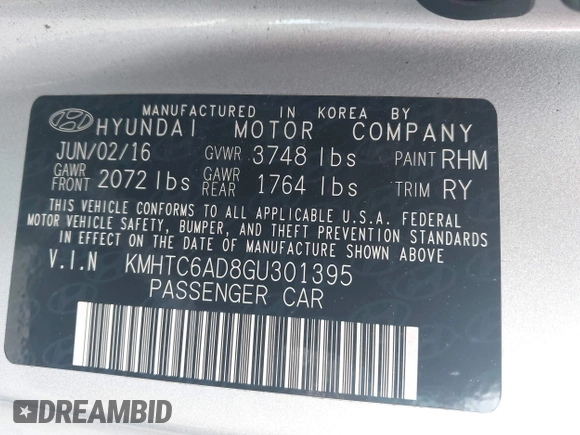 MANUFACTURED IN KOREA BY
HYUNDAI MOTOR COMPANY
JUN/02/16 GVWR 3748 lbs PAINT RHM
GAWR FRONT 2072 lbs GAWR REAR 1764 lbs TRIM RY
THIS VEHICLE CONFORMS TO ALL APPLICABLE U.S.A. FEDERAL
MOTOR VEHICLE SAFETY, BUMPER, AND THEFT PREVENTION STANDARDS
IN EFFECT ON THE DATE OF MANUFACTURE SHOWN ABOVE.
V.I.N KMHTC6AD8GU301395
PASSENGER CAR
DREAMBID